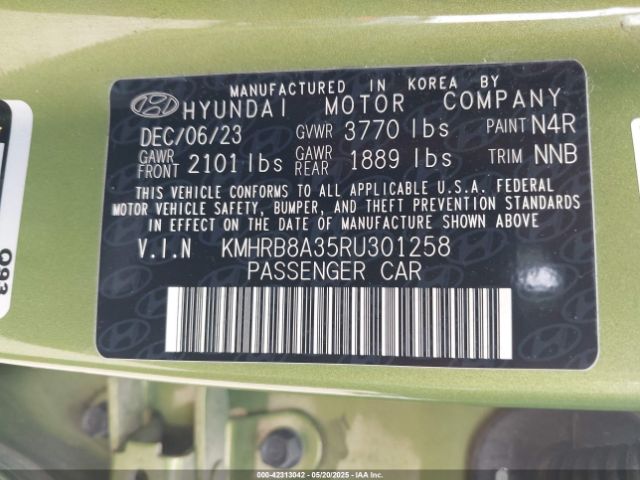 MANUFACTURED IN KOREA BY
HYUNDAI MOTOR COMPANY
DEC/06/23 GVWR 3770 lbs PAINT N4R
GAWR FRONT 2101 lbs GAWR REAR 1889 lbs TRIM NNB
THIS VEHICLE CONFORMS TO ALL APPLICABLE U.S.A. FEDERAL
MOTOR VEHICLE SAFETY, BUMPER, AND THEFT PREVENTION STANDARDS
IN EFFECT ON THE DATE OF MANUFACTURE SHOWN ABOVE.
V.I.N KMHRB8A35RU301258
PASSENGER CAR
093
000-42313042 - 05/20/2025 - IAA, Inc.